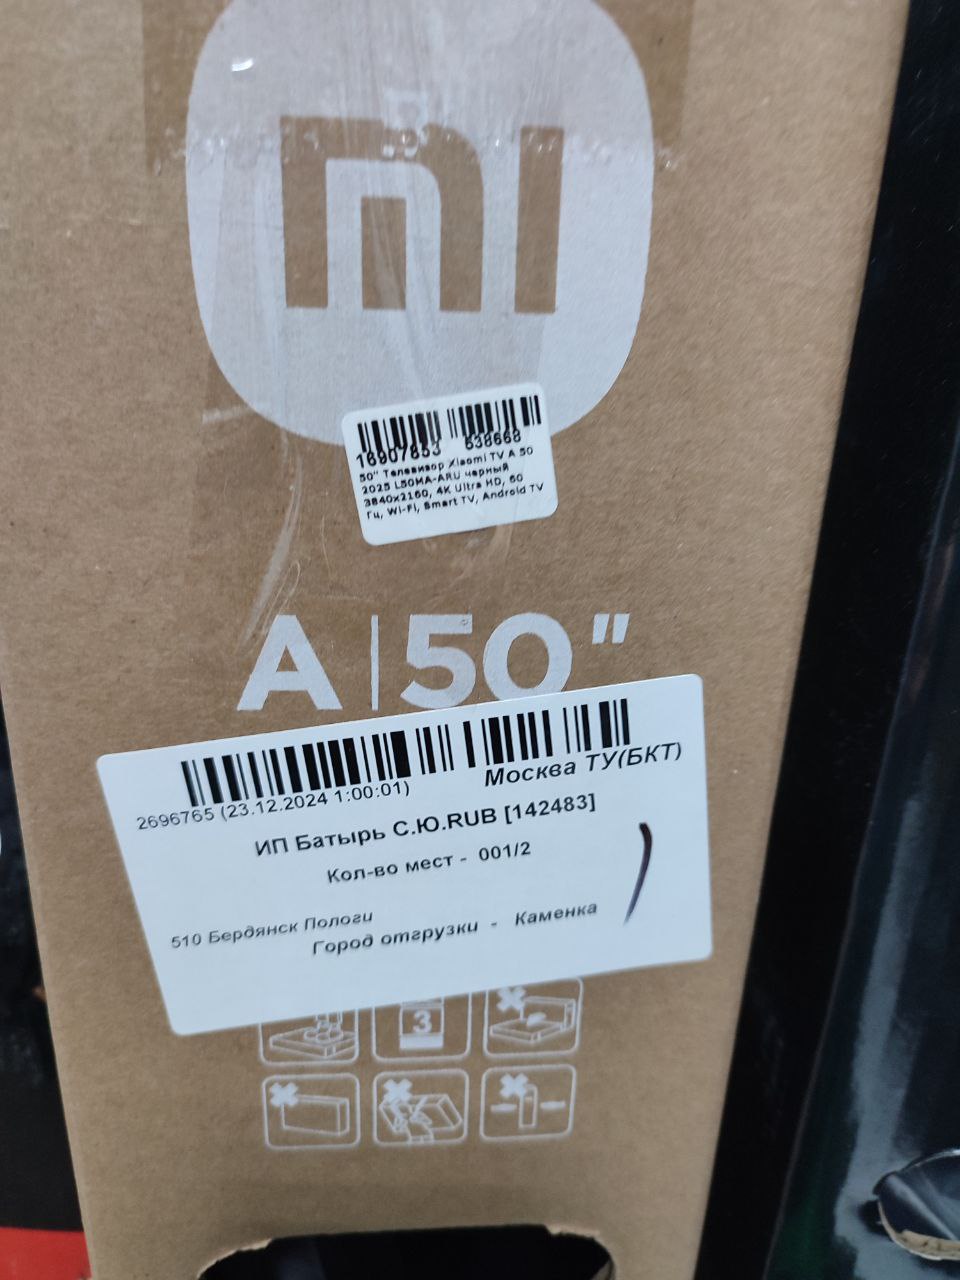 mi
16907853 638668
50" Телевизор Xiaomi TV A 50
2025 L50MA-ARU черный
3840x2160, 4K Ultra HD, 60
Гц, Wi-Fi, Smart TV, Android TV
A|50"
2696765 (23.12.2024 1:00:01)
Москва ТУ(БКТ)
ИП Батырь С.Ю.RUB [142483]
Кол-во мест - 001/2
510 Бердянск Пологи
Город отгрузки - Каменка
3